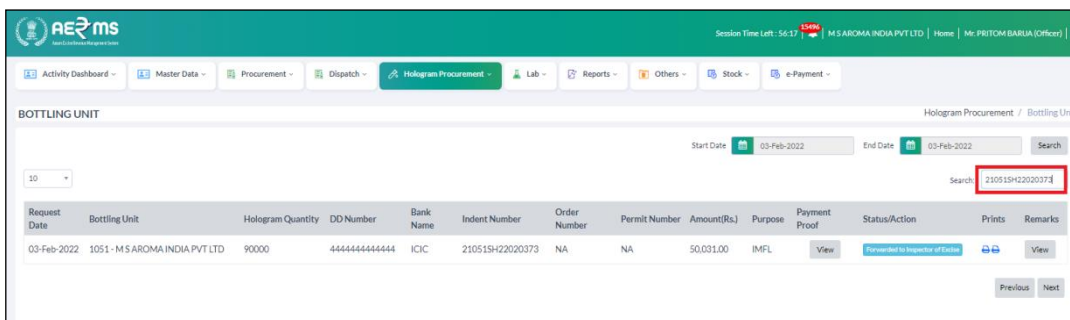 AERMS
Session Time Left : 56:17 15496 | M S AROMA INDIA PVT LTD | Home | Mr. PRITOM BARUA (Officer) |
Activity Dashboard Master Data Procurement Dispatch Hologram Procurement Lab Reports Others Stock e-Payment
BOTTLING UNIT
Hologram Procurement / Bottling Un
Start Date 03-Feb-2022 End Date 03-Feb-2022 Search
10 Search: 21051SH22020373
Request Date Bottling Unit Hologram Quantity DD Number Bank Name Indent Number Order Number Permit Number Amount(Rs.) Purpose Payment Proof Status/Action Prints Remarks
03-Feb-2022 1051 - M S AROMA INDIA PVT LTD 90000 4444444444444 ICIC 21051SH22020373 NA NA 50,031.00 IMFL View Forwarded to Inspector of Excise View
Previous Next